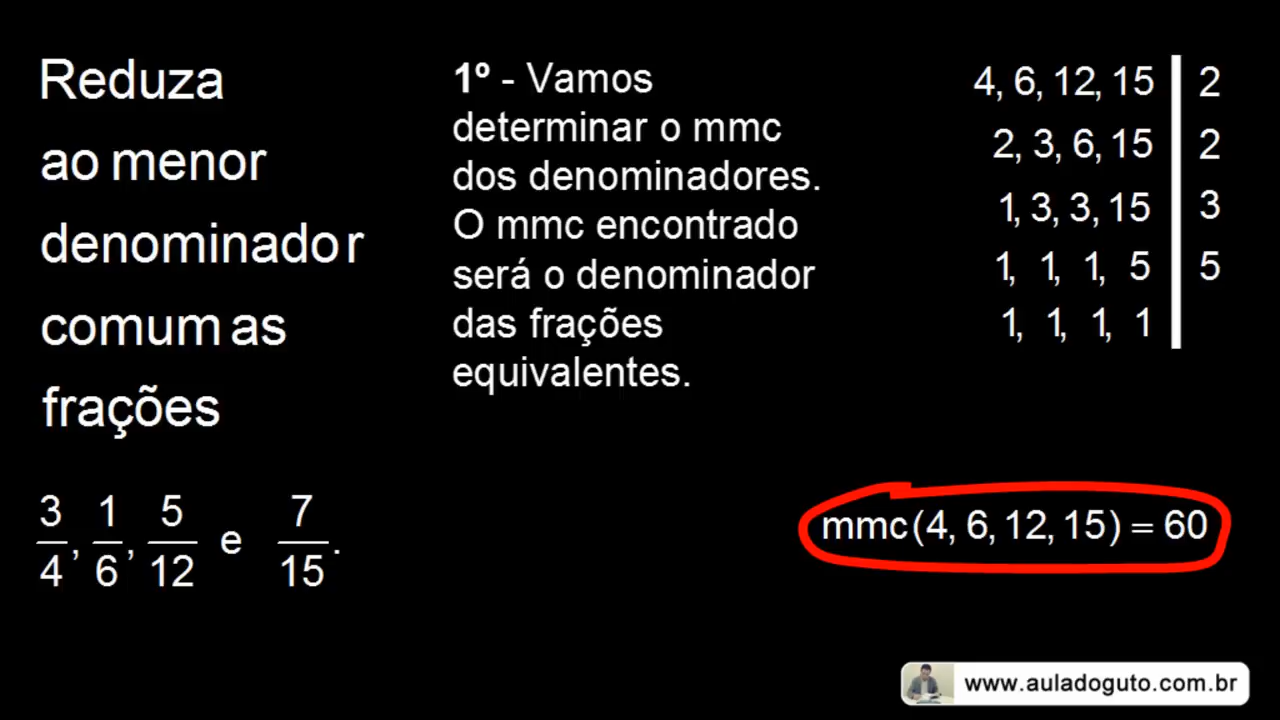 Reduza
ao menor
denominador
comum as
frações
3/4, 1/6, 5/12 e 7/15.
1º - Vamos
determinar o mmc
dos denominadores.
O mmc encontrado
será o denominador
das frações
equivalentes.
4, 6, 12, 15 | 2
2, 3, 6, 15 | 2
1, 3, 3, 15 | 3
1, 1, 1, 5 | 5
1, 1, 1, 1 |
mmc(4, 6, 12, 15) = 60
www.auladoguto.com.br